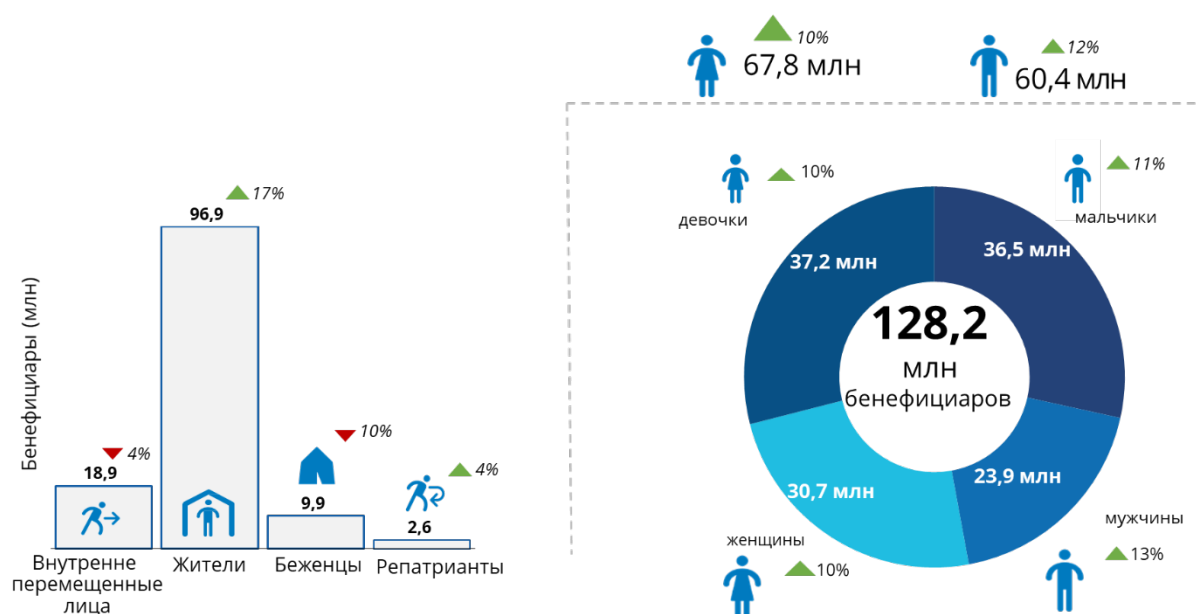 Бенефициары (млн)
4%
18,9
Внутренне
перемещенные
лица
17%
96,9
Жители
10%
9,9
Беженцы
4%
2,6
Репатрианты
10%
67,8 млн
12%
60,4 млн
10%
девочки
11%
мальчики
37,2 млн
36,5 млн
128,2
млн
бенефициаров
30,7 млн
23,9 млн
женщины
10%
мужчины
13%